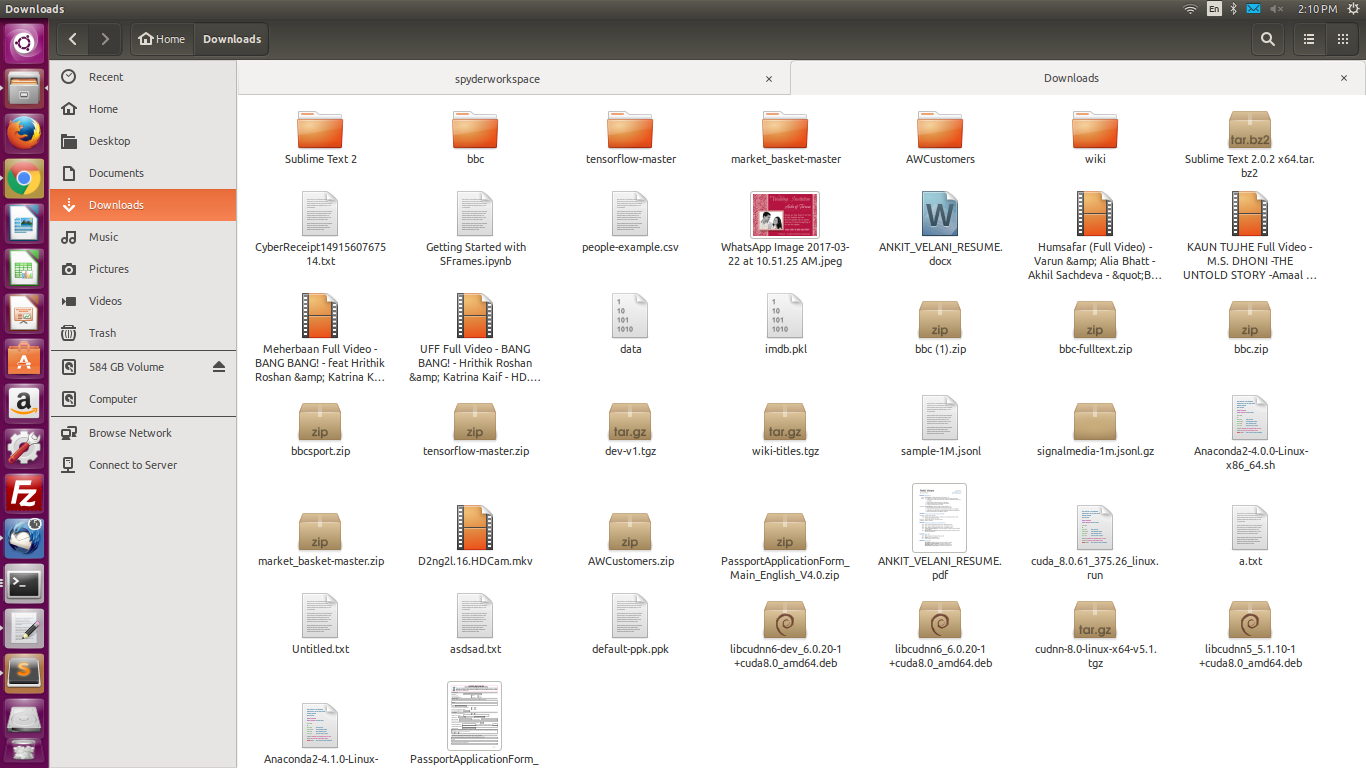 Downloads
En
2:10 PM
Home
Downloads
Recent
Home
Desktop
Documents
Downloads
Music
Pictures
Videos
Trash
584 GB Volume
Computer
Browse Network
Connect to Server
spyderworkspace
Downloads
Sublime Text 2
bbc
tensorflow-master
market_basket-master
AWCustomers
wiki
tar.bz2
Sublime Text 2.0.2 x64.tar.
bz2
CyberReceipt14915607675
14.txt
Getting Started with
SFrames.ipynb
people-example.csv
WhatsApp Image 2017-03-
22 at 10.51.25 AM.jpeg
W
ANKIT_VELANI_RESUME.
docx
Humsafar (Full Video) -
Varun &amp; Alia Bhatt -
Akhil Sachdeva - &quot;B...
KAUN TUJHE Full Video -
M.S. DHONI -THE
UNTOLD STORY -Amaal ...
Meherbaan Full Video -
BANG BANG! - feat Hrithik
Roshan &amp; Katrina K...
UFF Full Video - BANG
BANG! - Hrithik Roshan
&amp; Katrina Kaif - HD....
1
10
101
1010
data
1
10
101
1010
imdb.pkl
zip
bbc (1).zip
zip
bbc-fulltext.zip
zip
bbc.zip
zip
bbcsport.zip
zip
tensorflow-master.zip
tar.gz
dev-v1.tgz
tar.gz
wiki-titles.tgz
sample-1M.jsonl
signalmedia-1m.jsonl.gz
Anaconda2-4.0.0-Linux-
x86_64.sh
zip
market_basket-master.zip
D2ng2l.16.HDCam.mkv
zip
AWCustomers.zip
zip
PassportApplicationForm_
Main_English_V4.0.zip
ANKIT_VELANI_RESUME.
pdf
cuda_8.0.61_375.26_linux.
run
a.txt
Untitled.txt
asdsad.txt
default-ppk.ppk
libcudnn6-dev_6.0.20-1
+cuda8.0_amd64.deb
libcudnn6_6.0.20-1
+cuda8.0_amd64.deb
tar.gz
cudnn-8.0-linux-x64-v5.1.
tgz
libcudnn5_5.1.10-1
+cuda8.0_amd64.deb
Anaconda2-4.1.0-Linux-
PassportApplicationForm_